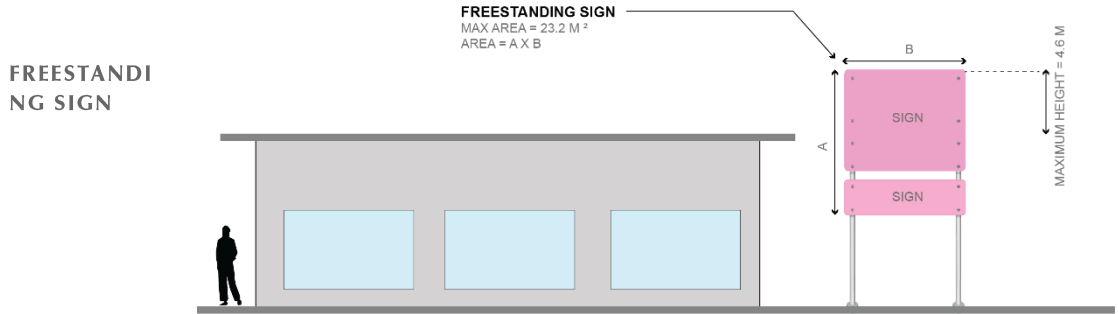 FREESTANDI
NG SIGN
FREESTANDING SIGN
MAX AREA = 23.2 M ²
AREA = A X B
B
A
SIGN
SIGN
MAXIMUM HEIGHT = 4.6 M